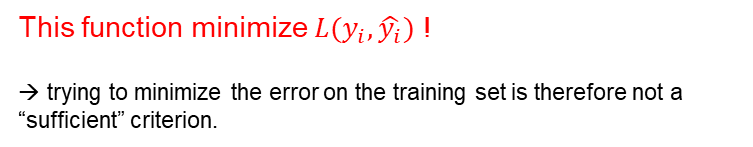 This function minimize L(yᵢ, ŷᵢ) !
→ trying to minimize the error on the training set is therefore not a
“sufficient” criterion.